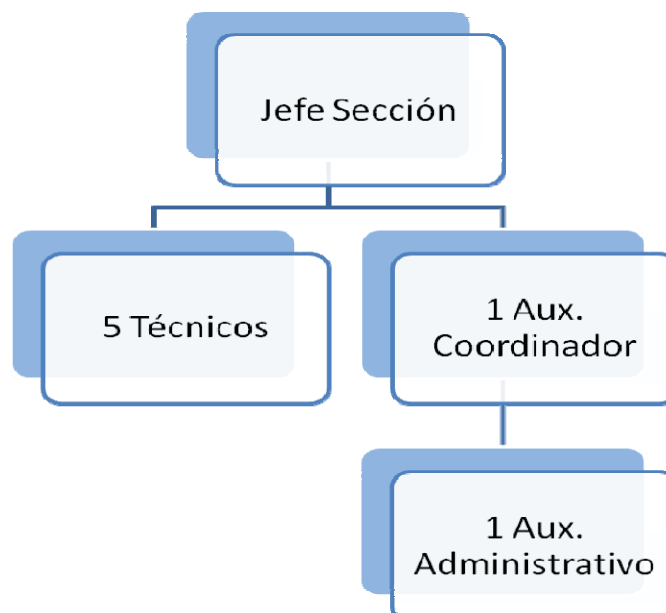 Jefe Sección
5 Técnicos
1 Aux.
Coordinador
1 Aux.
Administrativo